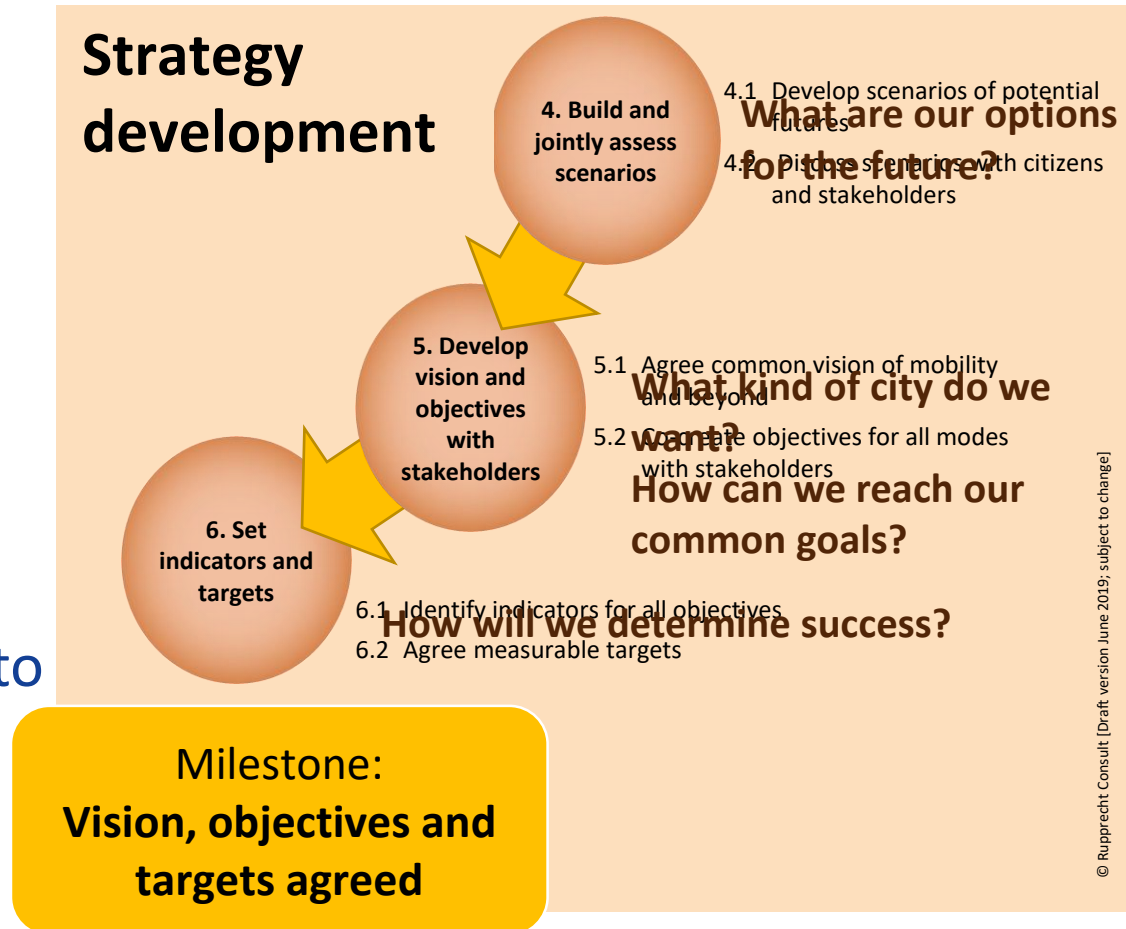 Strategy
development
4. Build and
jointly assess
scenarios
4.1 Develop scenarios of potential
futures
4.2 Discuss scenarios with citizens
and stakeholders
What are our options
for the future?
5. Develop
vision and
objectives
with
stakeholders
5.1 Agree common vision of mobility
and beyond
5.2 Co-create objectives for all modes
with stakeholders
What kind of city do we
want?
How can we reach our
common goals?
6. Set
indicators and
targets
6.1 Identify indicators for all objectives
6.2 Agree measurable targets
How will we determine success?
to
Milestone:
Vision, objectives and
targets agreed
© Rupprecht Consult [Draft version June 2019; subject to change]